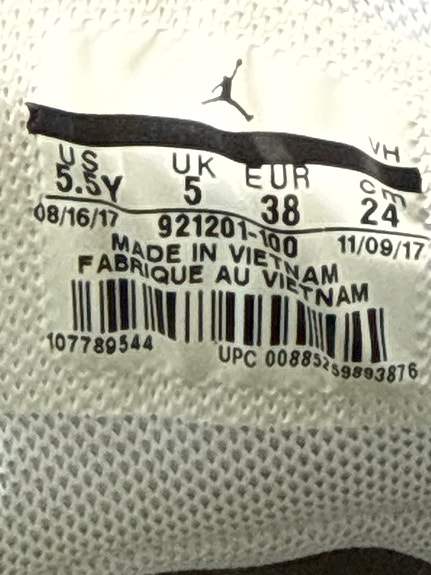 VH
US UK EUR cm
5.5Y 5 38 24
08/16/17 921201-100 11/09/17
MADE IN VIETNAM
FABRIQUE AU VIETNAM
107789544 UPC 00885259893876